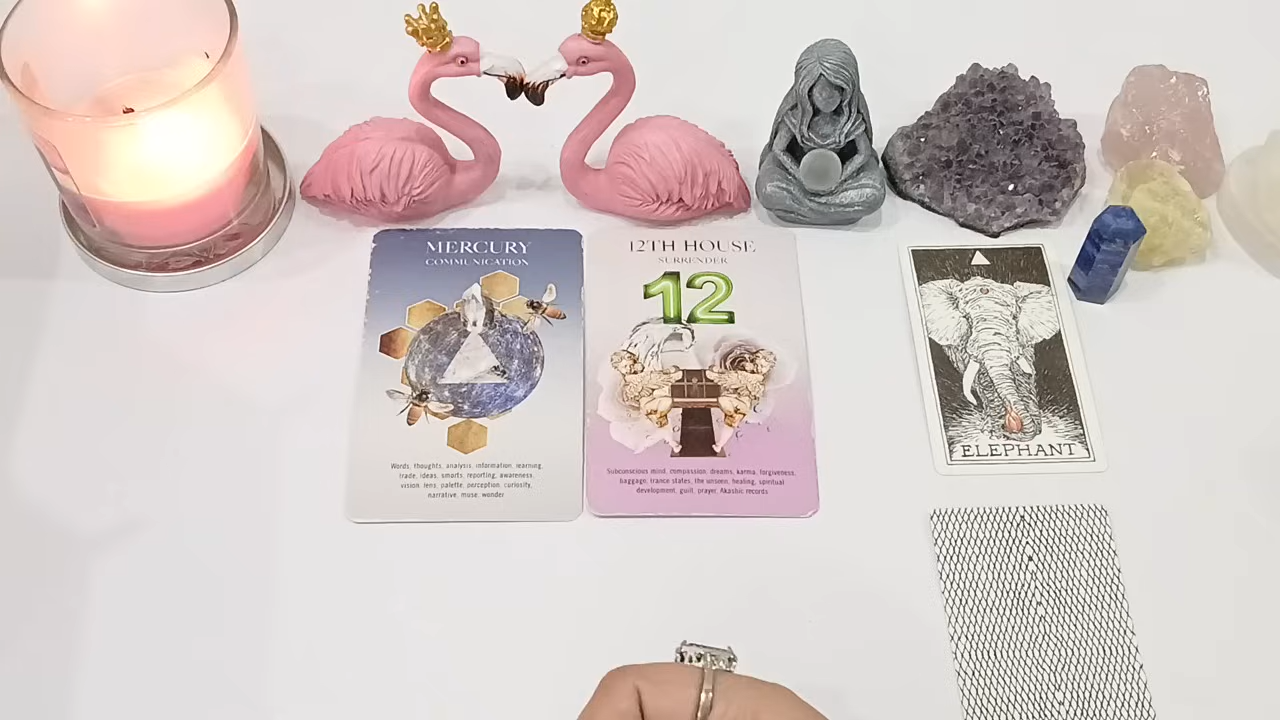 MERCURY
COMMUNICATION
Words, thoughts, analysis, information, learning,
trade, ideas, smarts, reporting, awareness,
vision lens, palette, perception, curiosity,
narrative, muse, wonder
12TH HOUSE
SURRENDER
12
Subconscious mind, compassion, dreams, karma, forgiveness,
baggage, trance states, the unseen, healing, spiritual
development, guilt, prayer, Akashic records
ELEPHANT